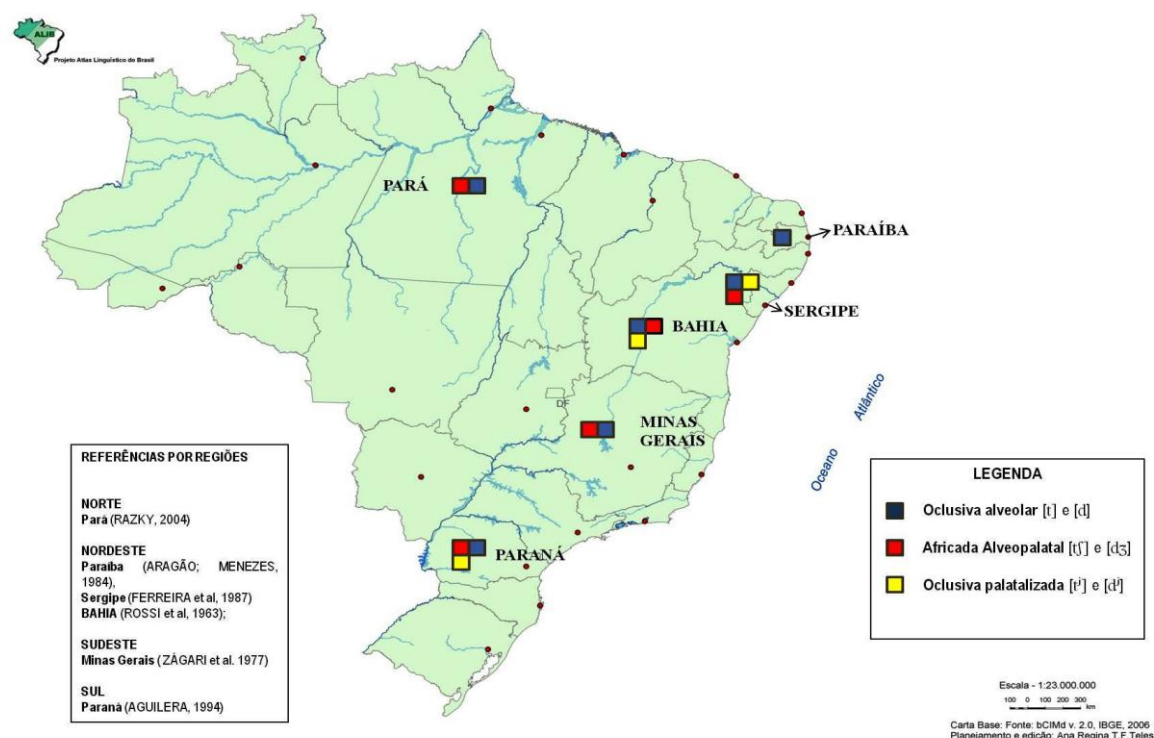 ALiB
Projeto Atlas Linguístico do Brasil
PARÁ
PARAÍBA
SERGIPE
BAHIA
DF
MINAS
GERAIS
PARANÁ
Oceano Atlântico
REFERÊNCIAS POR REGIÕES
NORTE
Pará (RAZKY, 2004)
NORDESTE
Paraíba (ARAGÃO; MENEZES,
1984),
Sergipe (FERREIRA et al, 1987)
BAHIA (ROSSI et al, 1963);
SUDESTE
Minas Gerais (ZÁGARI et al. 1977)
SUL
Paraná (AGUILERA, 1994)
LEGENDA
Oclusiva alveolar [t] e [d]
Africada Alveopalatal [tʃ] e [dʒ]
Oclusiva palatalizada [tʲ] e [dʲ]
Escala - 1:23.000.000
100 0 100 200 300
km
Carta Base: Fonte: bCIMd v. 2.0, IBGE, 2006
Planejamento e edição: Ana Regina T.F.Teles